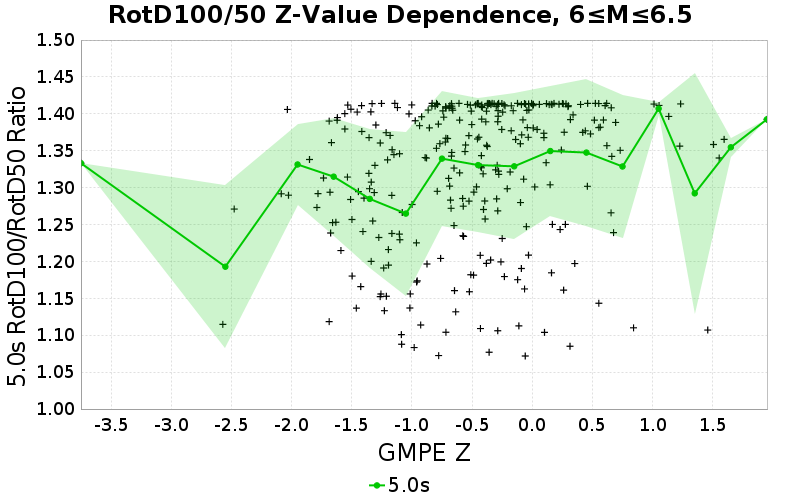 RotD100/50 Z-Value Dependence, 6≤M≤6.5
5.0s RotD100/RotD50 Ratio
1.50
1.45
1.40
1.35
1.30
1.25
1.20
1.15
1.10
1.05
1.00
-3.5 -3.0 -2.5 -2.0 -1.5 -1.0 -0.5 0.0 0.5 1.0 1.5
GMPE Z
5.0s